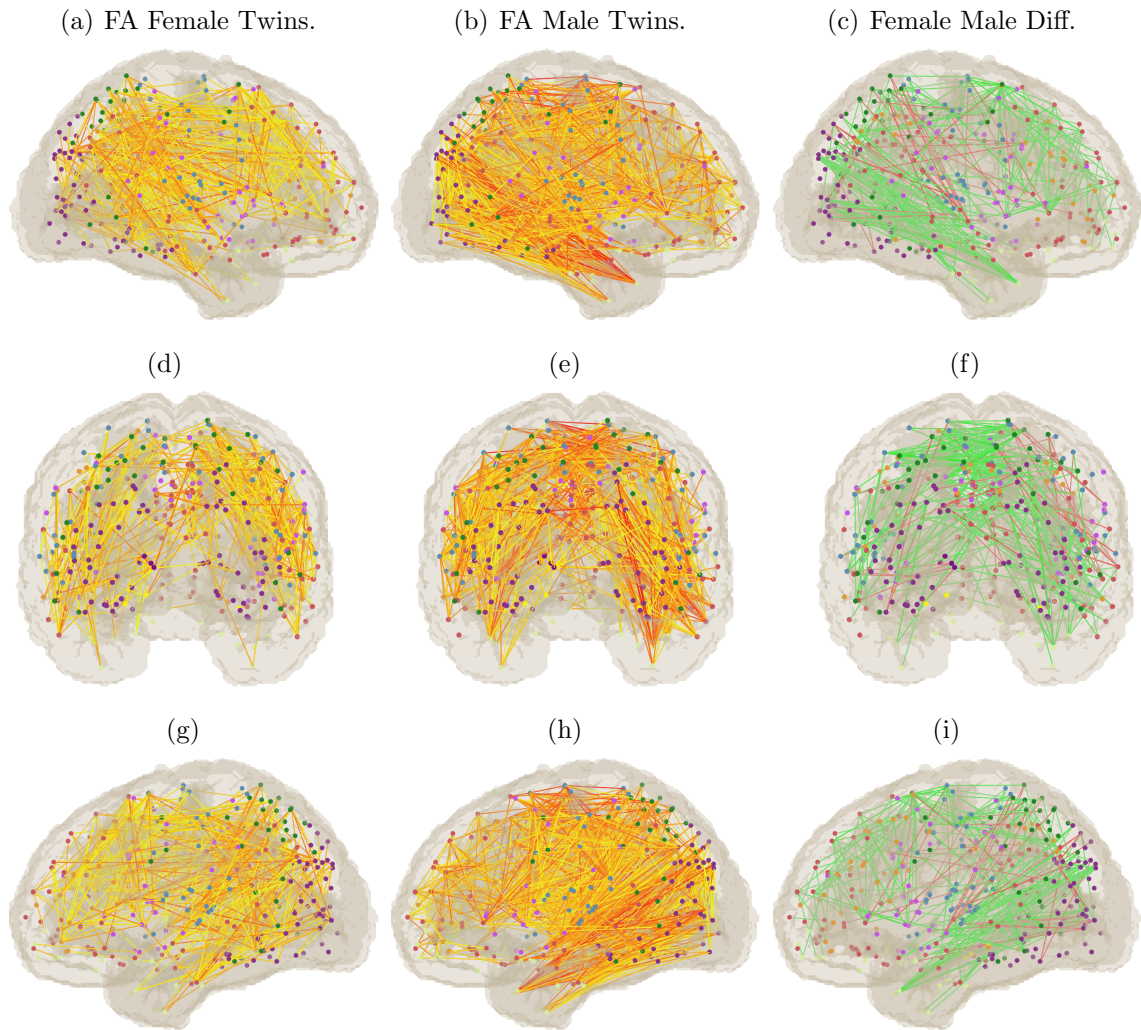 (a) FA Female Twins.
(b) FA Male Twins.
(c) Female Male Diff.
(d)
(e)
(f)
(g)
(h)
(i)